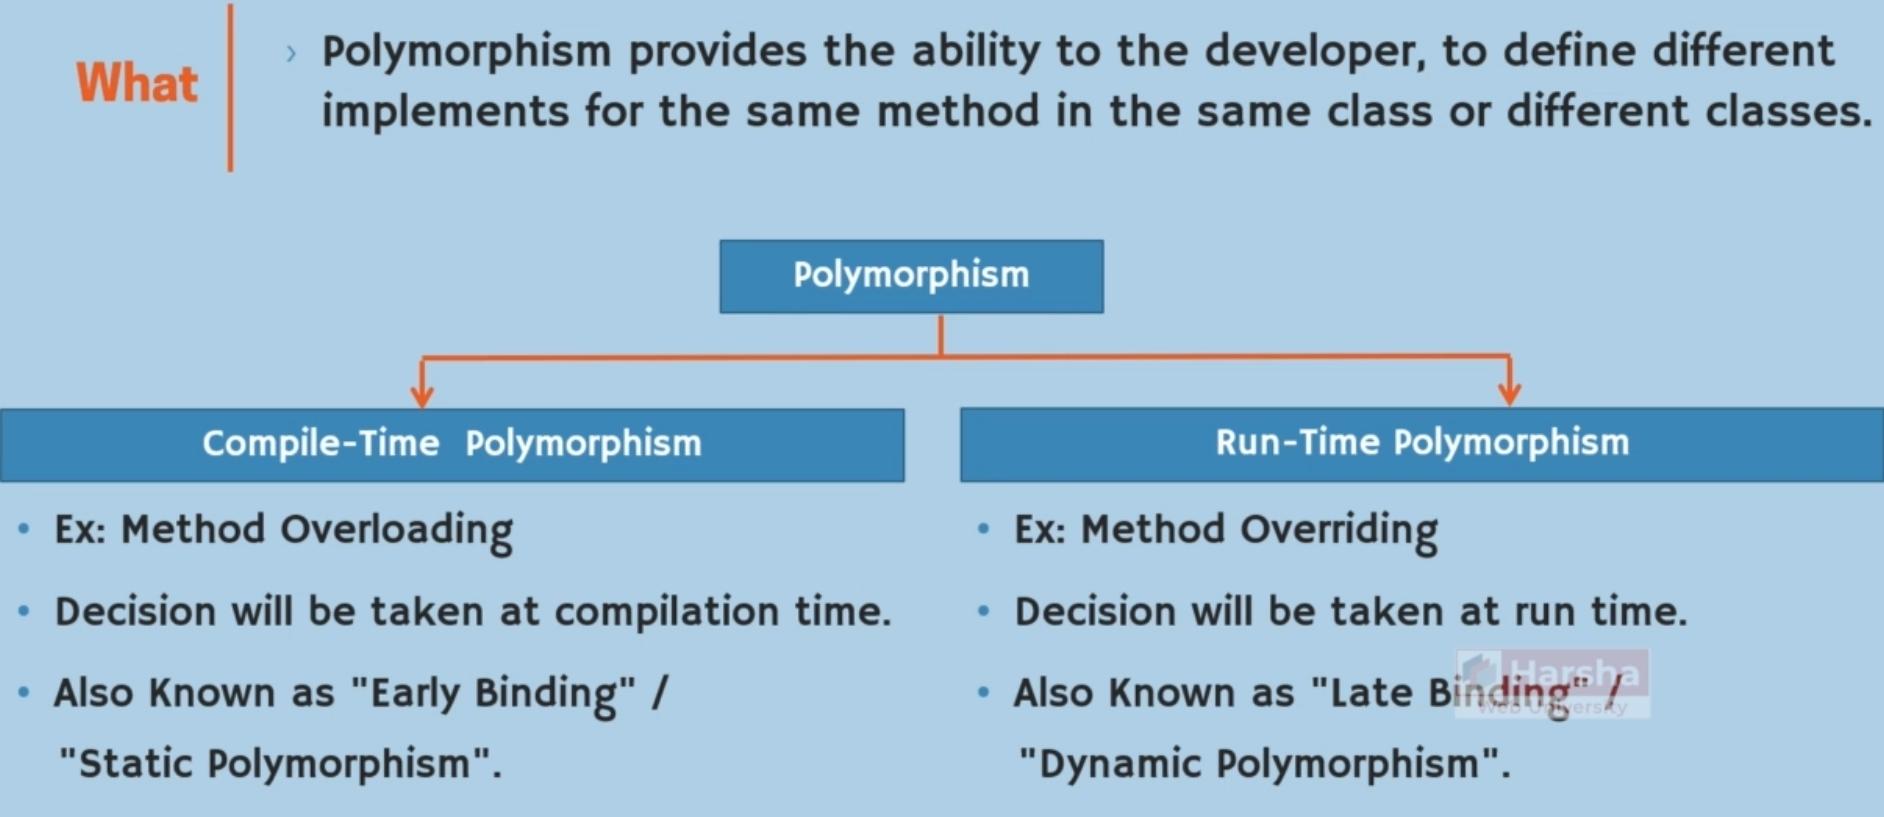 What
› Polymorphism provides the ability to the developer, to define different
implements for the same method in the same class or different classes.
Polymorphism
Compile-Time Polymorphism
• Ex: Method Overloading
• Decision will be taken at compilation time.
• Also Known as "Early Binding" /
"Static Polymorphism".
Run-Time Polymorphism
• Ex: Method Overriding
• Decision will be taken at run time.
• Also Known as "Late Binding" /
"Dynamic Polymorphism".
Harsha
Web University